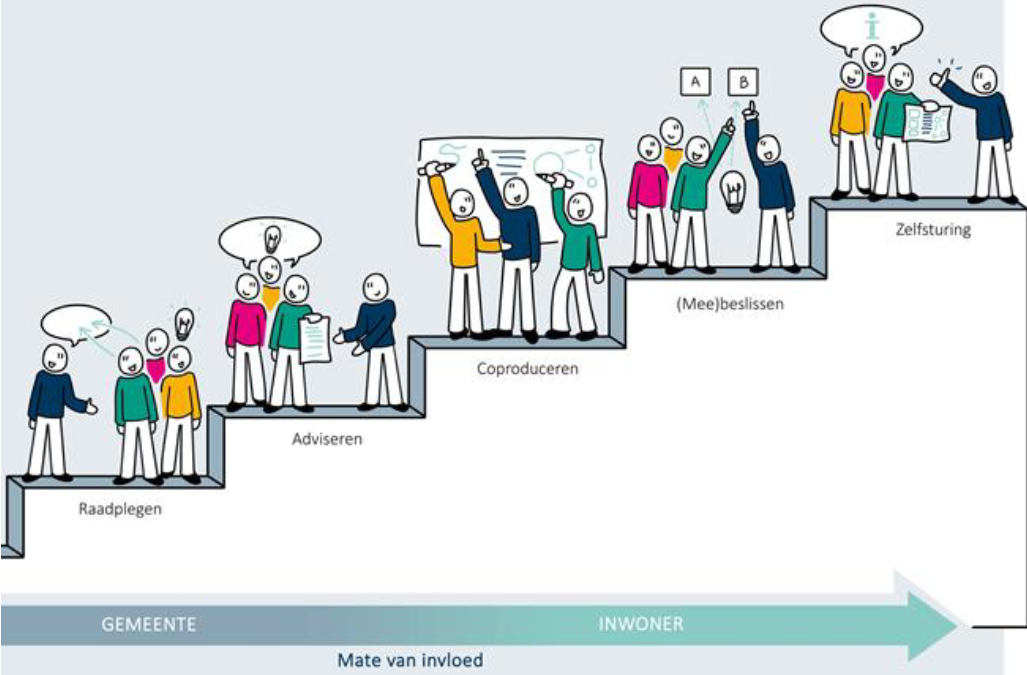 i
A B
Zelfsturing
(Mee)beslissen
Coproduceren
Adviseren
Raadplegen
GEMEENTE INWONER
Mate van invloed